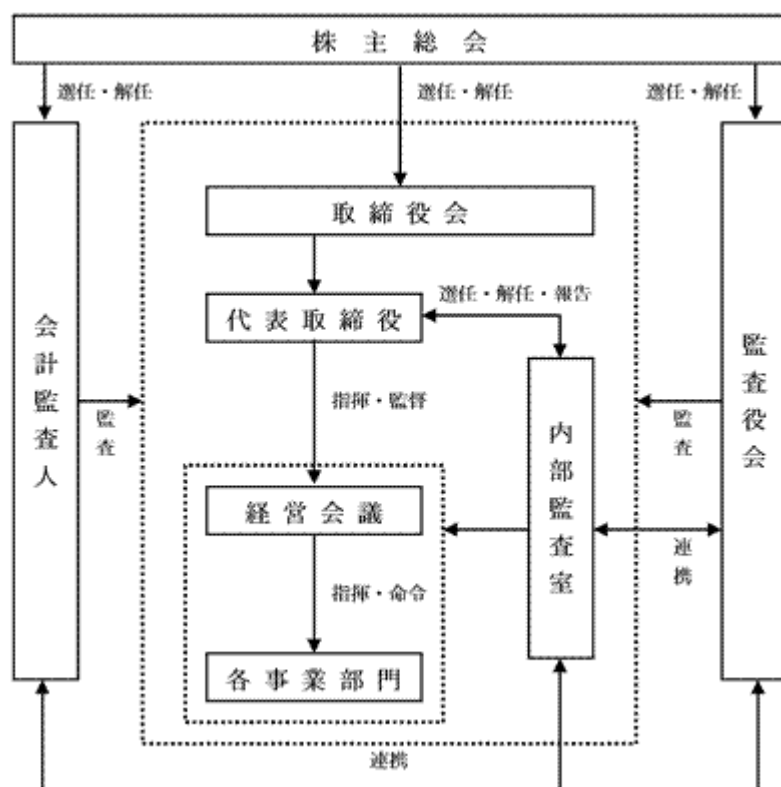 株主総会
選任・解任
選任・解任
選任・解任
取締役会
代表取締役
選任・解任・報告
会計監査人
監査
指揮・監督
内部監査室
監査
監査役会
経営会議
連携
指揮・命令
各事業部門
連携